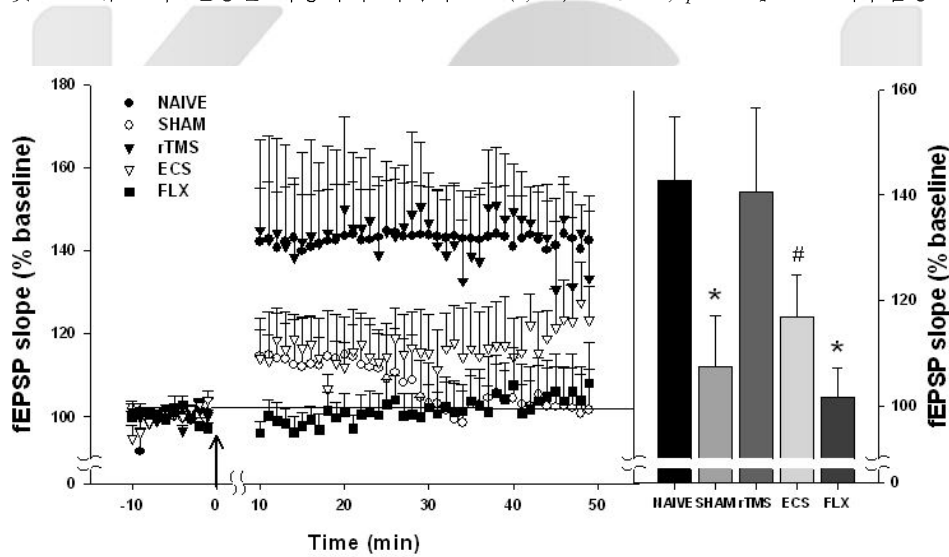 180
160
140
120
100
0
fEPSP slope (% baseline)
NAIVE
SHAM
rTMS
ECS
FLX
-10 0 10 20 30 40 50
Time (min)
*
#
*
NAIVE SHAM rTMS ECS FLX
160
140
120
100
0
fEPSP slope (% baseline)